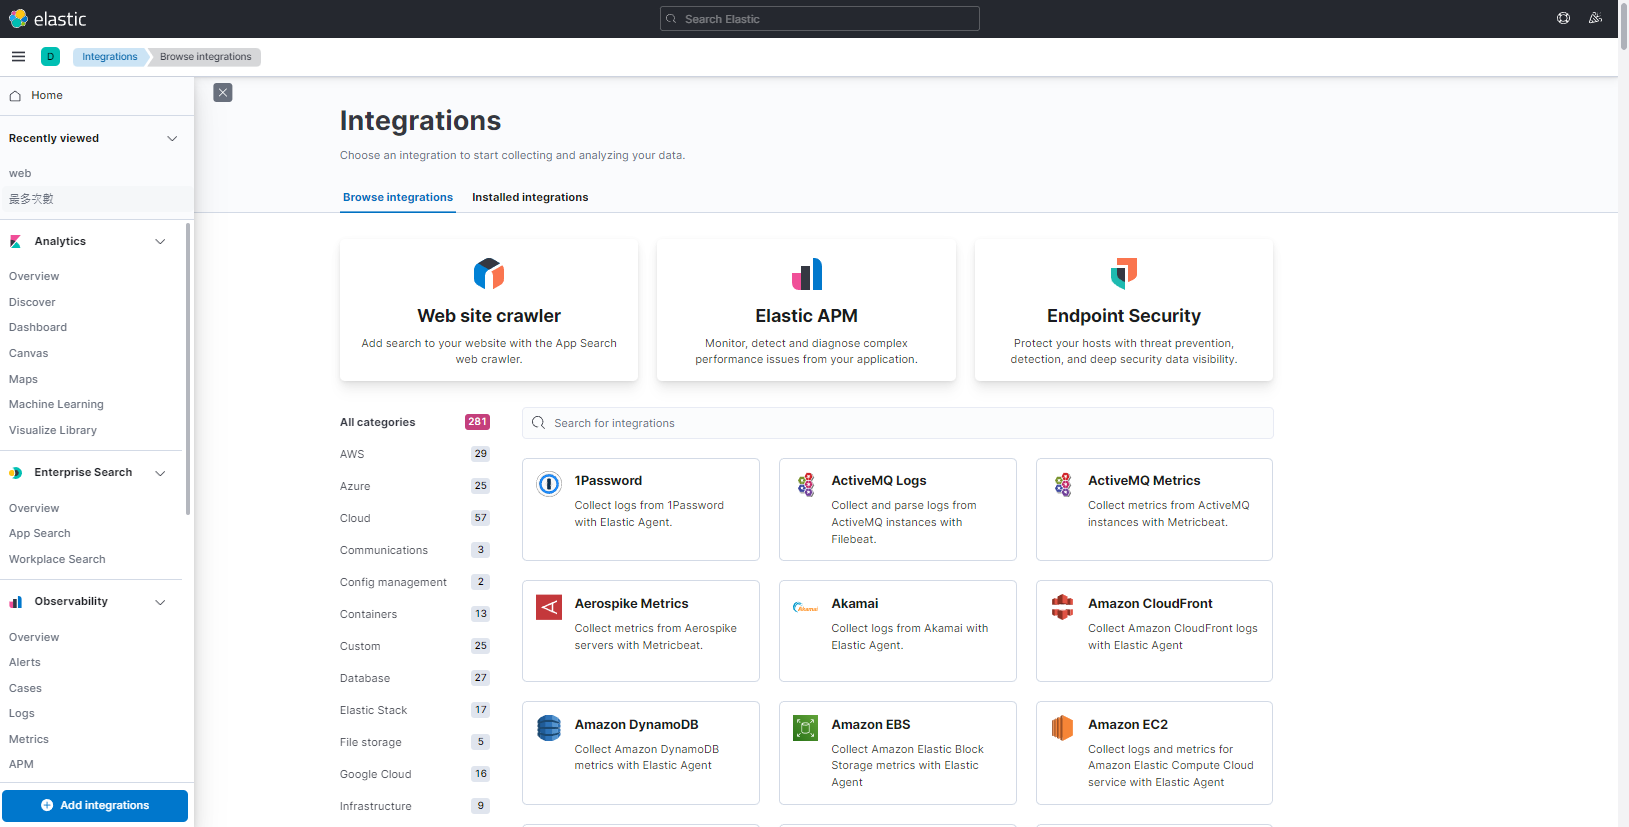 elastic
Search Elastic
D
Integrations
Browse integrations
Home
Recently viewed
web
最多次數
Analytics
Overview
Discover
Dashboard
Canvas
Maps
Machine Learning
Visualize Library
Enterprise Search
Overview
App Search
Workplace Search
Observability
Overview
Alerts
Cases
Logs
Metrics
APM
Add integrations
Integrations
Choose an integration to start collecting and analyzing your data.
Browse integrations
Installed integrations
Web site crawler
Add search to your website with the App Search
web crawler.
Elastic APM
Monitor, detect and diagnose complex
performance issues from your application.
Endpoint Security
Protect your hosts with threat prevention,
detection, and deep security data visibility.
All categories 281
AWS 29
Azure 25
Cloud 57
Communications 3
Config management 2
Containers 13
Custom 25
Database 27
Elastic Stack 17
File storage 5
Google Cloud 16
Infrastructure 9
Search for integrations
1Password
Collect logs from 1Password
with Elastic Agent.
ActiveMQ Logs
Collect and parse logs from
ActiveMQ instances with
Filebeat.
ActiveMQ Metrics
Collect metrics from ActiveMQ
instances with Metricbeat.
Aerospike Metrics
Collect metrics from Aerospike
servers with Metricbeat.
Akamai
Akamai
Collect logs from Akamai with
Elastic Agent.
Amazon CloudFront
Collect Amazon CloudFront logs
with Elastic Agent
Amazon DynamoDB
Collect Amazon DynamoDB
metrics with Elastic Agent
Amazon EBS
Collect Amazon Elastic Block
Storage metrics with Elastic
Agent
Amazon EC2
Collect logs and metrics for
Amazon Elastic Compute Cloud
service with Elastic Agent